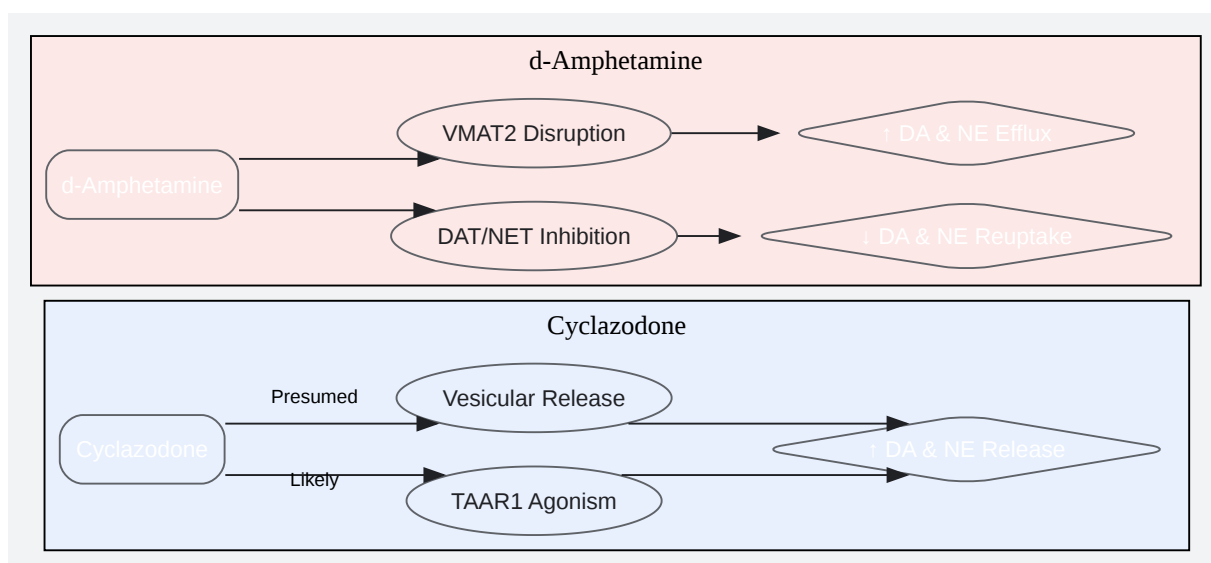 d-Amphetamine
VMAT2 Disruption
↑ DA & NE Efflux
d-Amphetamine
DAT/NET Inhibition
↓ DA & NE Reuptake
Cyclazodone
Presumed
Vesicular Release
Cyclazodone
↑ DA & NE Release
Likely
TAAR1 Agonism